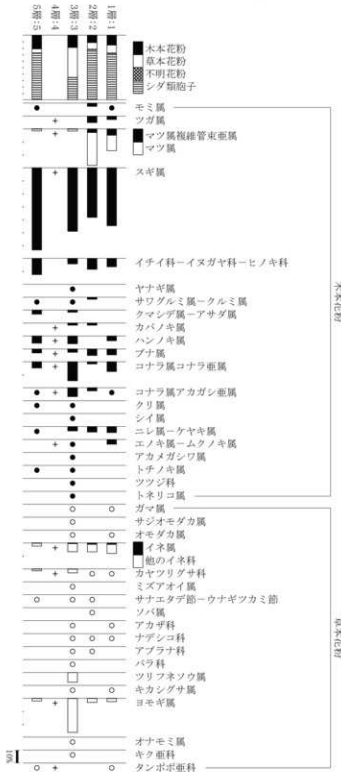 5層:5
4層:4
3層:3
2層:2
1層:1
木本花粉
草本花粉
不明花粉
シダ類胞子
モミ属
ツガ属
マツ属複維管束亜属
マツ属
スギ属
イチイ科－イヌガヤ科－ヒノキ科
ヤナギ属
サワグルミ属－クルミ属
クマシデ属－アサダ属
カバノキ属
ハンノキ属
ブナ属
コナラ属コナラ亜属
コナラ属アカガシ亜属
クリ属
シイ属
ニレ属－ケヤキ属
エノキ属－ムクノキ属
アカメガシワ属
トチノキ属
ツツジ科
トネリコ属
木本花粉
ガマ属
サジオモダカ属
オモダカ属
イネ属
他のイネ科
カヤツリグサ科
ミズアオイ属
サナエタデ節－ウナギツカミ節
ソバ属
アカザ科
ナデシコ科
アブラナ科
バラ科
ツリフネソウ属
キカシグサ属
ヨモギ属
オナモミ属
キク亜科
タンポポ亜科
草本花粉
10%